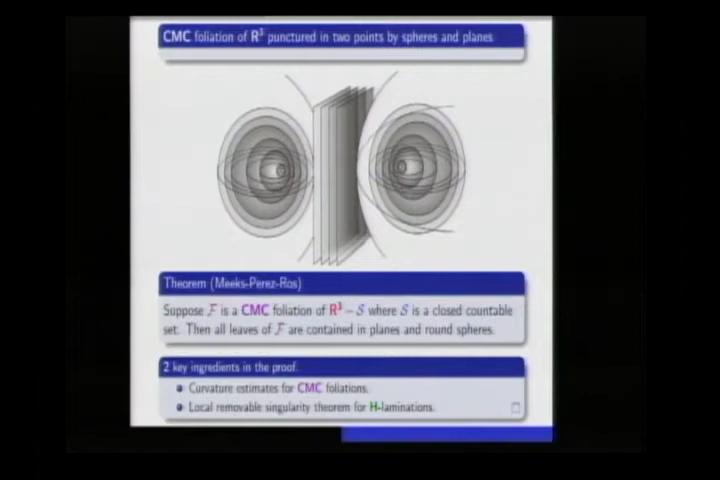 CMC foliation of R³ punctured in two points by spheres and planes
Theorem (Meeks-Perez-Ros)
Suppose F is a CMC foliation of R³ – S where S is a closed countable
set. Then all leaves of F are contained in planes and round spheres.
2 key ingredients in the proof:
Curvature estimates for CMC foliations.
Local removable singularity theorem for H-laminations.